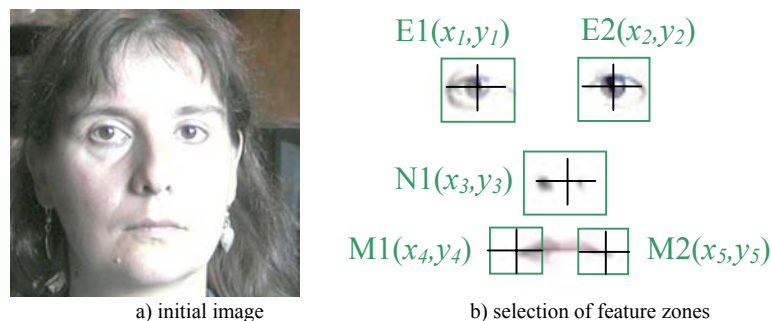 E1(x1,y1) E2(x2,y2)
N1(x3,y3)
M1(x4,y4) M2(x5,y5)
a) initial image b) selection of feature zones